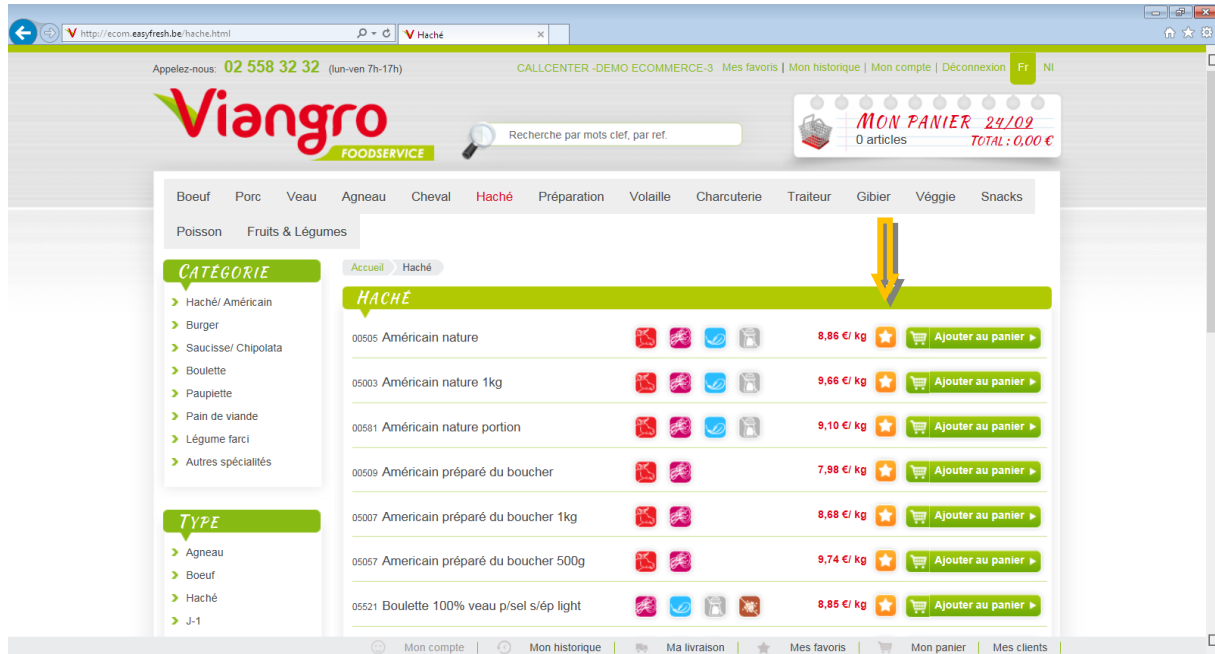 http://ecom.easyfresh.be/hache.html
Haché
Appelez-nous: 02 558 32 32 (lun-ven 7h-17h)
CALLCENTER -DEMO ECOMMERCE-3 Mes favoris | Mon historique | Mon compte | Déconnexion Fr Nl
Viangro
FOODSERVICE
Recherche par mots clef, par ref.
MON PANIER 24/09
0 articles TOTAL : 0,00 €
Boeuf Porc Veau Agneau Cheval Haché Préparation Volaille Charcuterie Traiteur Gibier Véggie Snacks
Poisson Fruits & Légumes
CATÉGORIE
Haché/ Américain
Burger
Saucisse/ Chipolata
Boulette
Paupiette
Pain de viande
Légume farci
Autres spécialités
TYPE
Agneau
Boeuf
Haché
J-1
Accueil Haché
HACHÉ
00505 Américain nature 8,86 €/ kg Ajouter au panier
05003 Américain nature 1kg 9,66 €/ kg Ajouter au panier
00581 Américain nature portion 9,10 €/ kg Ajouter au panier
00509 Américain préparé du boucher 7,98 €/ kg Ajouter au panier
05007 Americain préparé du boucher 1kg 8,68 €/ kg Ajouter au panier
05057 Americain préparé du boucher 500g 9,74 €/ kg Ajouter au panier
05521 Boulette 100% veau p/sel s/ép light 8,85 €/ kg Ajouter au panier
Mon compte | Mon historique | Ma livraison | Mes favoris | Mon panier | Mes clients